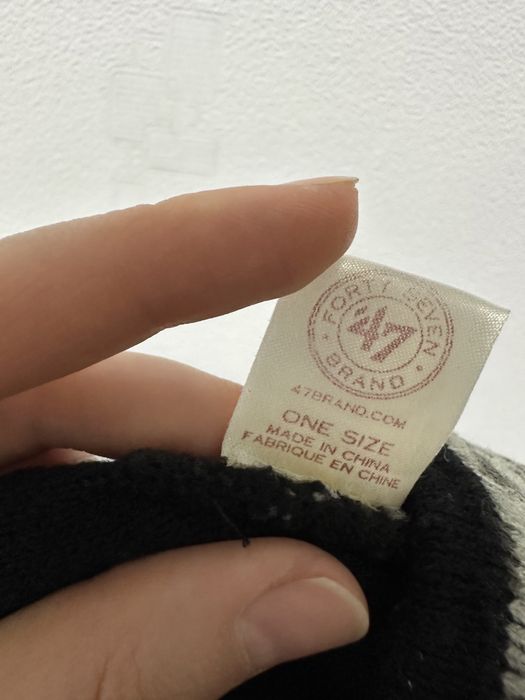 FORTY SEVEN
'47
BRAND
47BRAND.COM
ONE SIZE
MADE IN CHINA
FABRIQUE EN CHINE